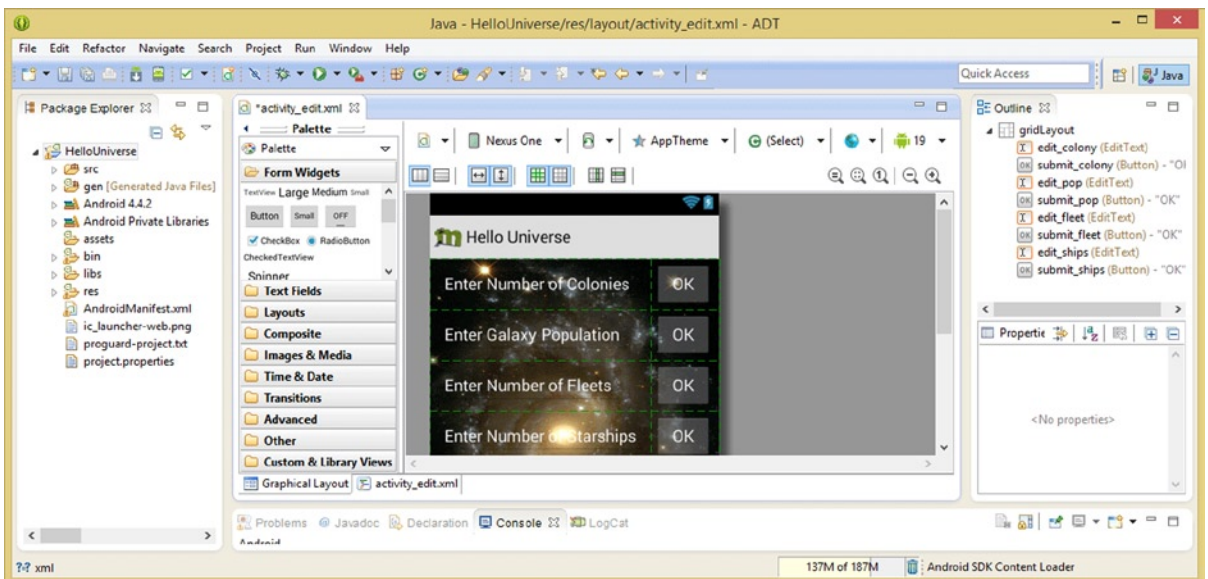 Java - HelloUniverse/res/layout/activity_edit.xml - ADT
File Edit Refactor Navigate Search Project Run Window Help
Quick Access
Java
Package Explorer
HelloUniverse
src
gen [Generated Java Files]
Android 4.4.2
Android Private Libraries
assets
bin
libs
res
AndroidManifest.xml
ic_launcher-web.png
proguard-project.txt
project.properties
*activity_edit.xml
Palette
Palette
Form Widgets
TextView Large Medium Small
Button Small OFF
CheckBox RadioButton
CheckedTextView
Spinner
Text Fields
Layouts
Composite
Images & Media
Time & Date
Transitions
Advanced
Other
Custom & Library Views
Graphical Layout activity_edit.xml
Nexus One AppTheme (Select) 19
Hello Universe
Enter Number of Colonies OK
Enter Galaxy Population OK
Enter Number of Fleets OK
Enter Number of Starships OK
Outline
gridLayout
edit_colony (EditText)
submit_colony (Button) - "Ol
edit_pop (EditText)
submit_pop (Button) - "OK"
edit_fleet (EditText)
submit_fleet (Button) - "OK"
edit_ships (EditText)
submit_ships (Button) - "OK"
Propertie
<No properties>
Problems Javadoc Declaration Console LogCat
Android
xml
137M of 187M
Android SDK Content Loader